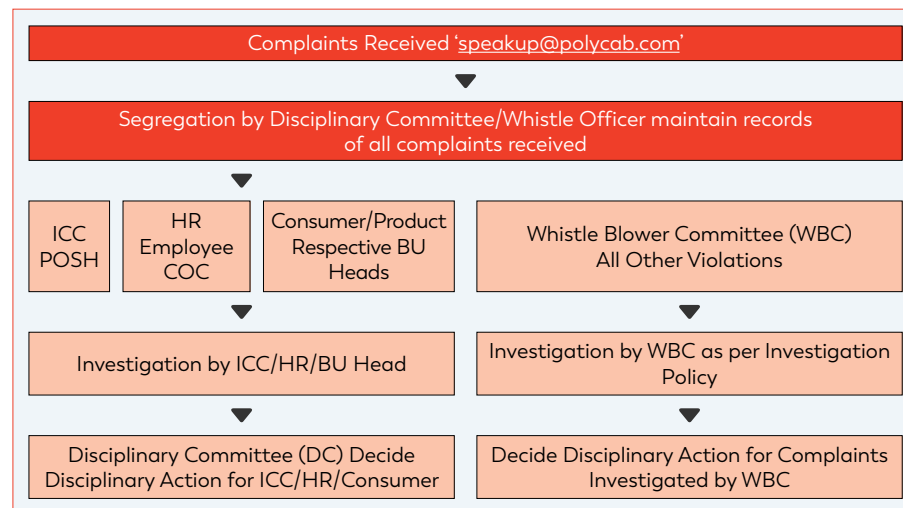 Complaints Received ‘speakup@polycab.com’
Segregation by Disciplinary Committee/Whistle Officer maintain records
of all complaints received
ICC
POSH
HR
Employee
COC
Consumer/Product
Respective BU
Heads
Whistle Blower Committee (WBC)
All Other Violations
Investigation by ICC/HR/BU Head
Investigation by WBC as per Investigation
Policy
Disciplinary Committee (DC) Decide
Disciplinary Action for ICC/HR/Consumer
Decide Disciplinary Action for Complaints
Investigated by WBC